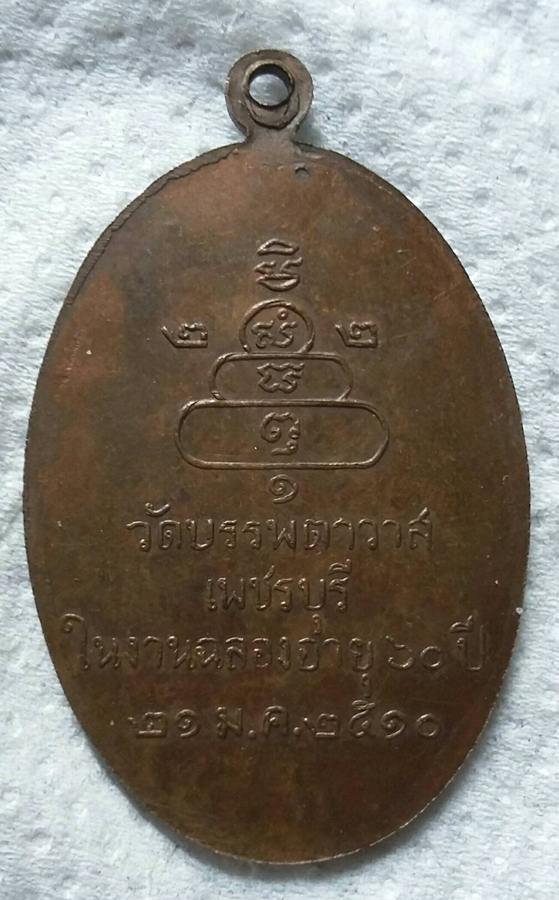 ๒ ๒
๑
วัดบรรพตาวาส
เพชรบุรี
ในงานฉลองอายุ ๖๐ ปี
๒๑ ม.ค.๒๕๑๐